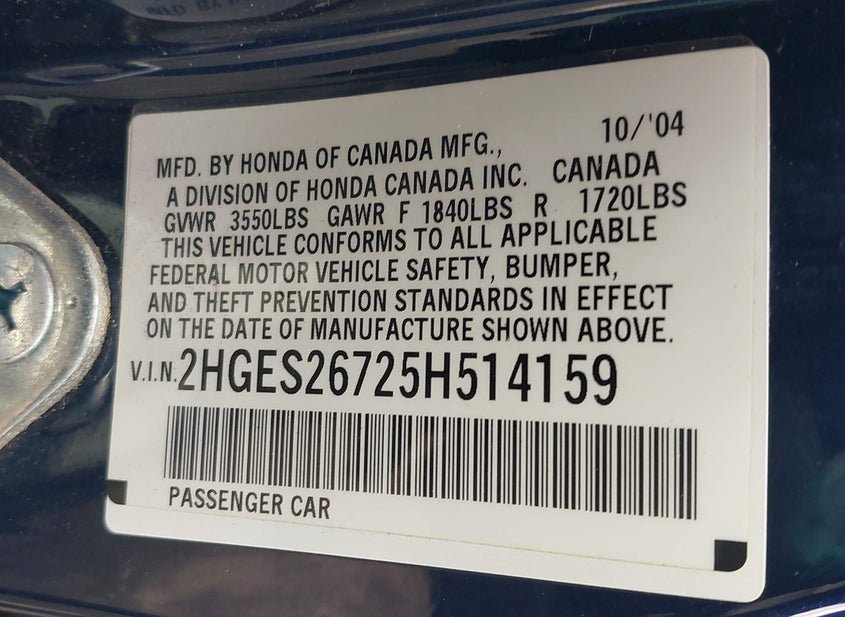 10/'04
MFD. BY HONDA OF CANADA MFG.,
A DIVISION OF HONDA CANADA INC. CANADA
GVWR 3550LBS GAWR F 1840LBS R 1720LBS
THIS VEHICLE CONFORMS TO ALL APPLICABLE
FEDERAL MOTOR VEHICLE SAFETY, BUMPER,
AND THEFT PREVENTION STANDARDS IN EFFECT
ON THE DATE OF MANUFACTURE SHOWN ABOVE.
V.I.N. 2HGES26725H514159
PASSENGER CAR